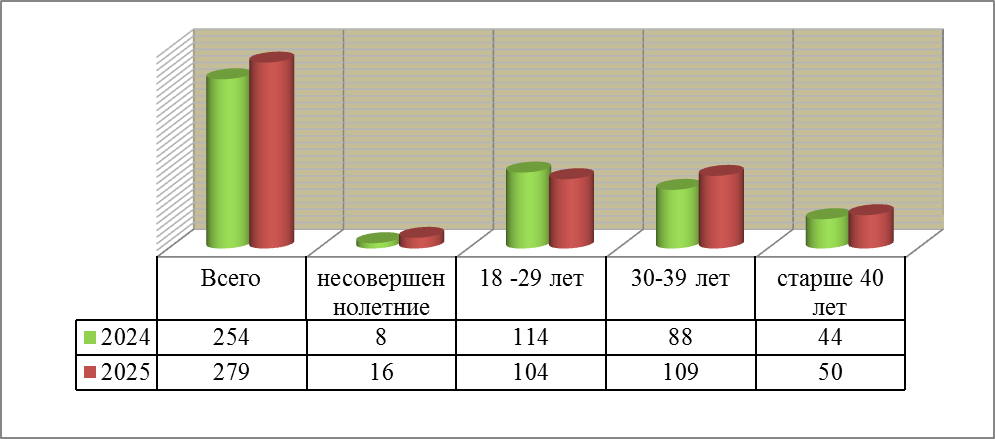 Всего несовершен 18 -29 лет 30-39 лет старше 40
нолетние лет
2024 254 8 114 88 44
2025 279 16 104 109 50